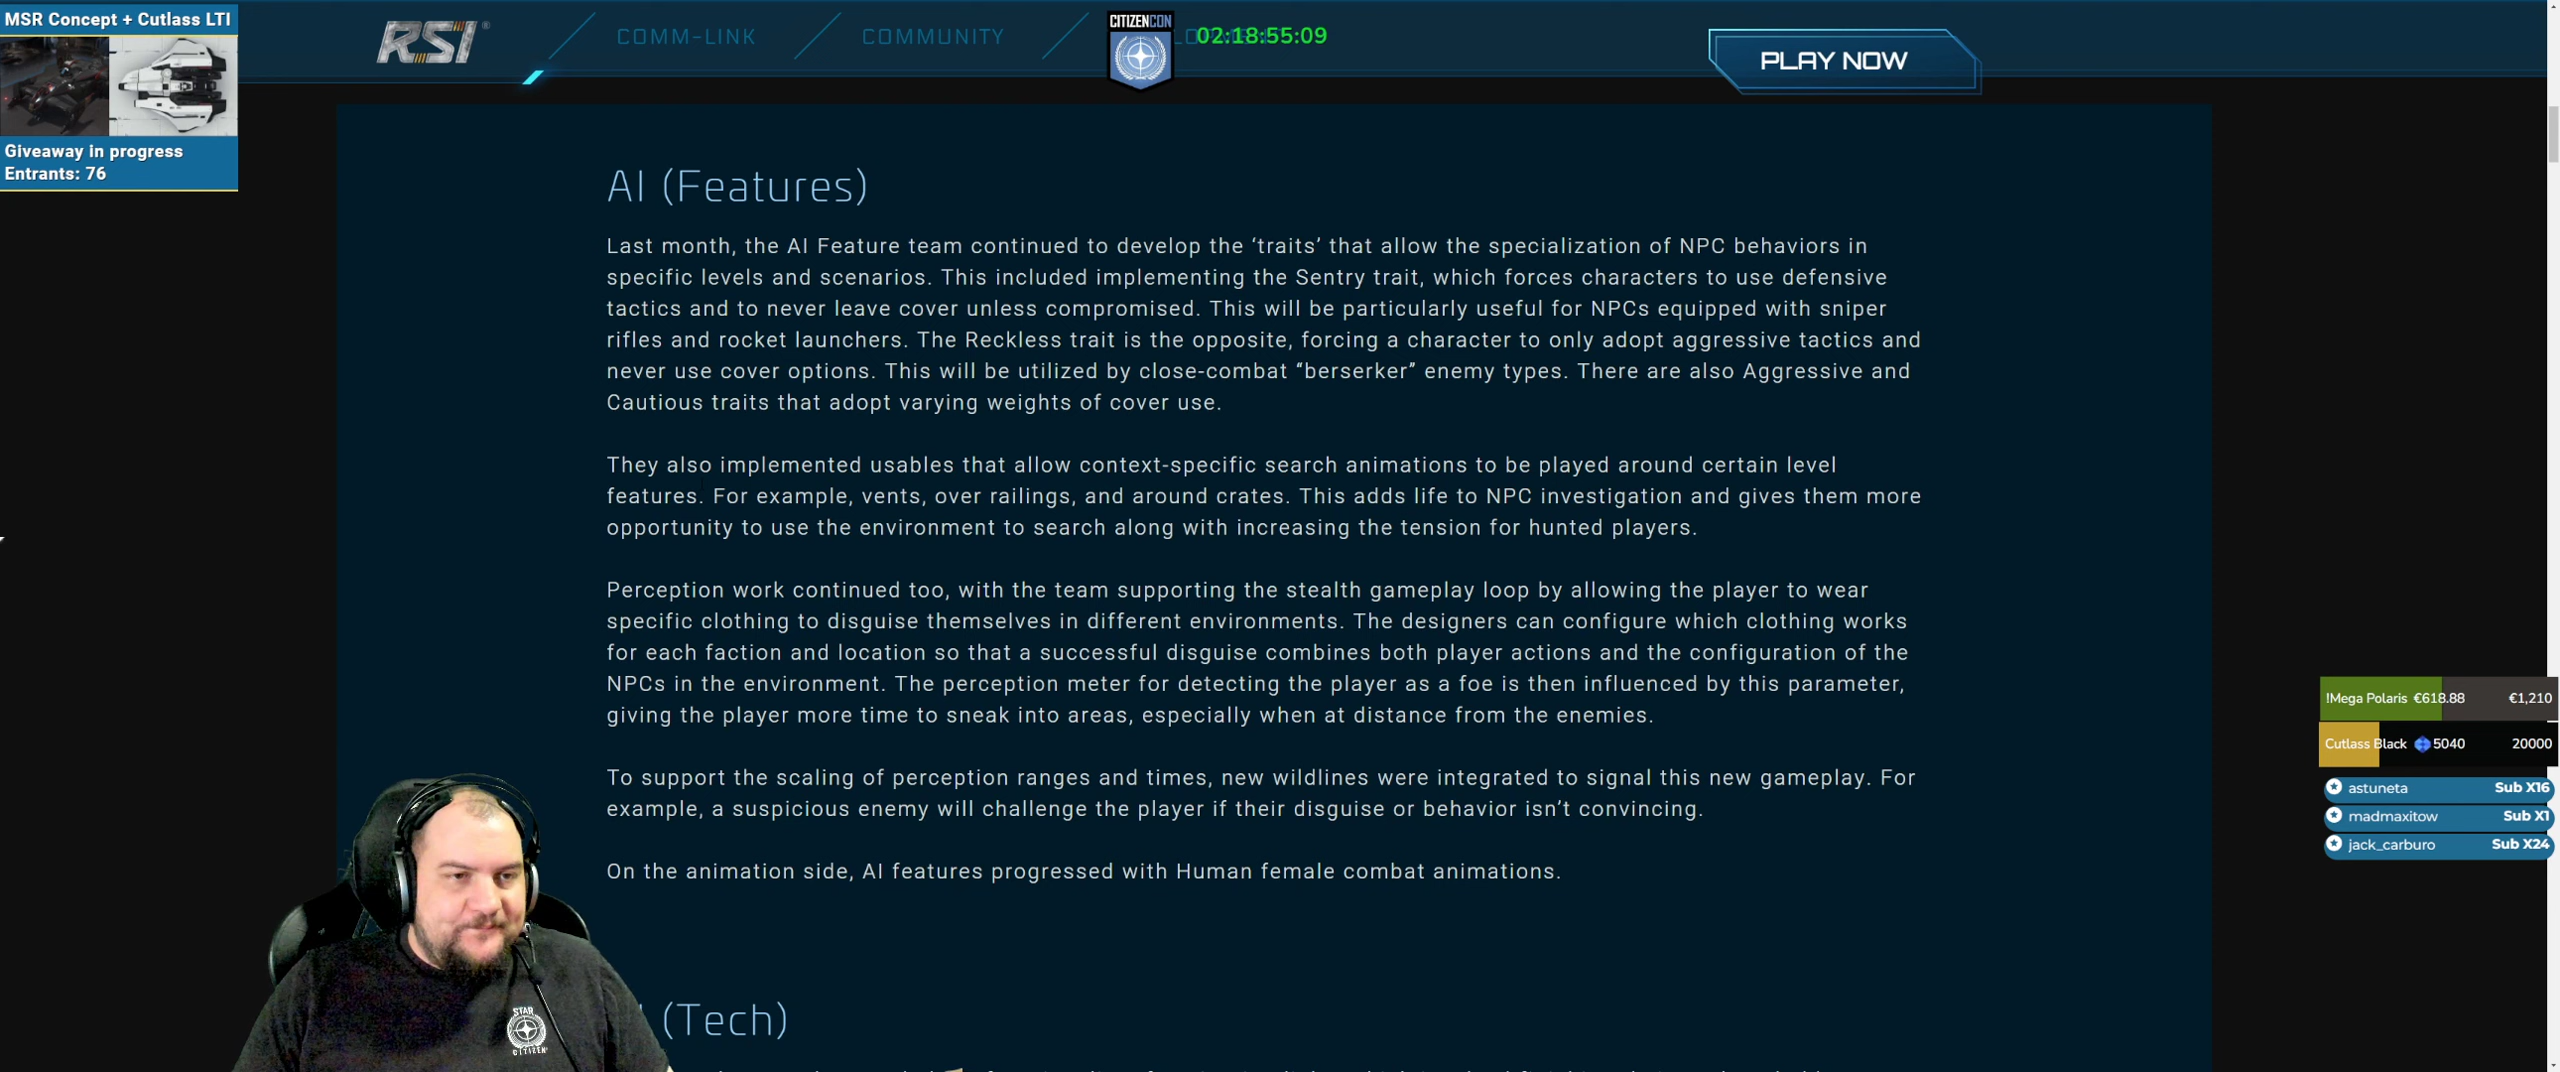 MSR Concept + Cutlass LTI
Giveaway in progress
Entrants: 76
RSI
COMM-LINK
COMMUNITY
CITIZENCON
02:18:55:09
PLAY NOW
AI (Features)
Last month, the AI Feature team continued to develop the ‘traits’ that allow the specialization of NPC behaviors in
specific levels and scenarios. This included implementing the Sentry trait, which forces characters to use defensive
tactics and to never leave cover unless compromised. This will be particularly useful for NPCs equipped with sniper
rifles and rocket launchers. The Reckless trait is the opposite, forcing a character to only adopt aggressive tactics and
never use cover options. This will be utilized by close-combat “berserker” enemy types. There are also Aggressive and
Cautious traits that adopt varying weights of cover use.
They also implemented usables that allow context-specific search animations to be played around certain level
features. For example, vents, over railings, and around crates. This adds life to NPC investigation and gives them more
opportunity to use the environment to search along with increasing the tension for hunted players.
Perception work continued too, with the team supporting the stealth gameplay loop by allowing the player to wear
specific clothing to disguise themselves in different environments. The designers can configure which clothing works
for each faction and location so that a successful disguise combines both player actions and the configuration of the
NPCs in the environment. The perception meter for detecting the player as a foe is then influenced by this parameter,
giving the player more time to sneak into areas, especially when at distance from the enemies.
To support the scaling of perception ranges and times, new wildlines were integrated to signal this new gameplay. For
example, a suspicious enemy will challenge the player if their disguise or behavior isn’t convincing.
On the animation side, AI features progressed with Human female combat animations.
(Tech)
!Mega Polaris €618.88 €1,210
Cutlass Black 5040 20000
astuneta Sub X16
madmaxitow Sub X1
jack_carburo Sub X24
STAR
CITIZEN